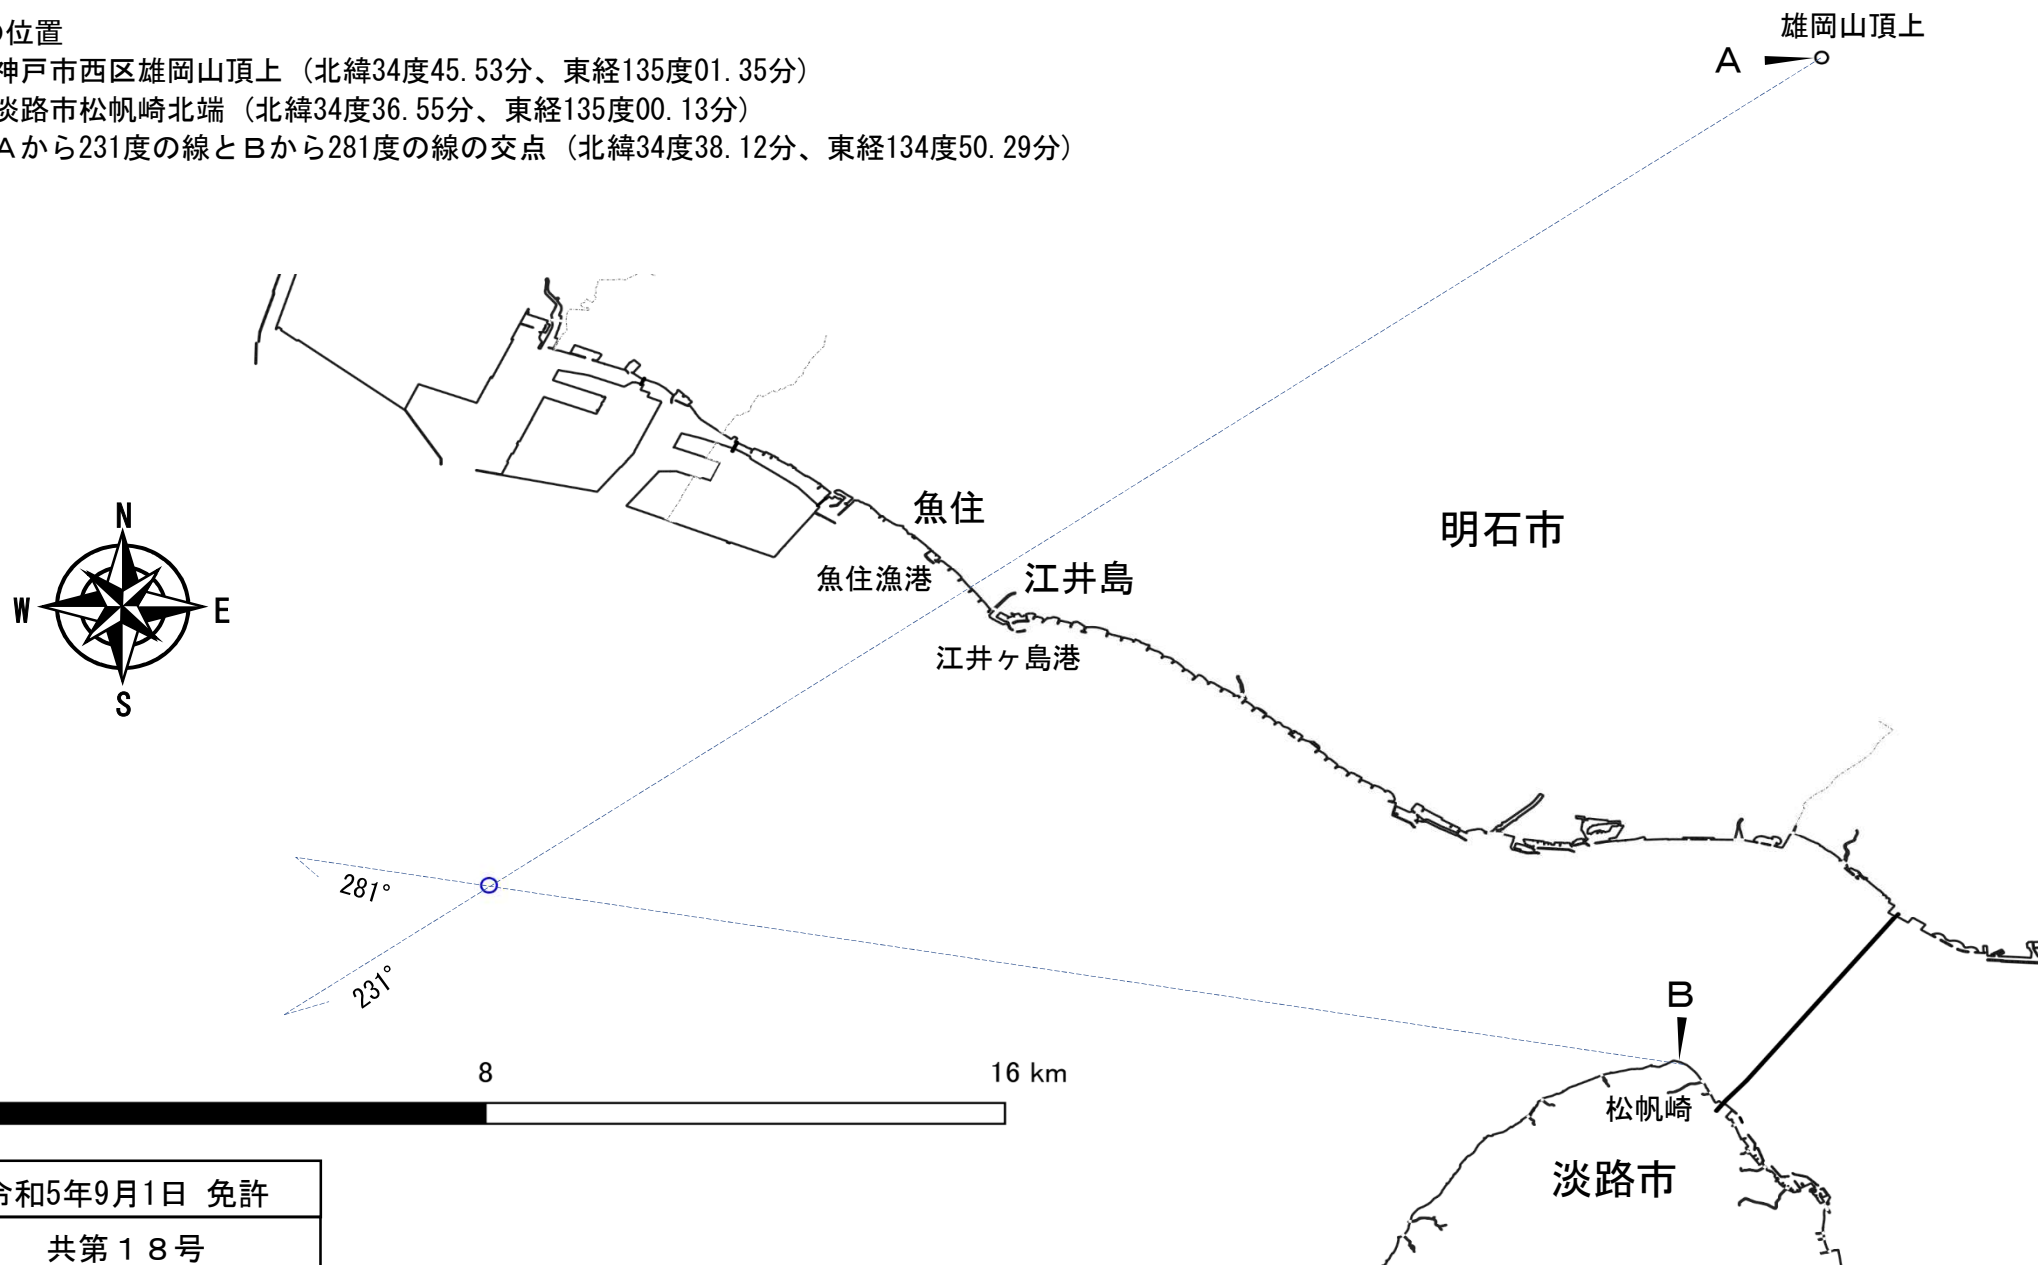 位置
神戸市西区雄岡山頂上（北緯34度45.53分、東経135度01.35分）
淡路市松帆崎北端（北緯34度36.55分、東経135度00.13分）
Ａから231度の線とＢから281度の線の交点（北緯34度38.12分、東経134度50.29分）
雄岡山頂上
A
魚住
明石市
魚住漁港
江井島
江井ヶ島港
N
W
E
S
281°
231°
B
松帆崎
淡路市
8
16 km
令和5年9月1日 免許
共第１８号